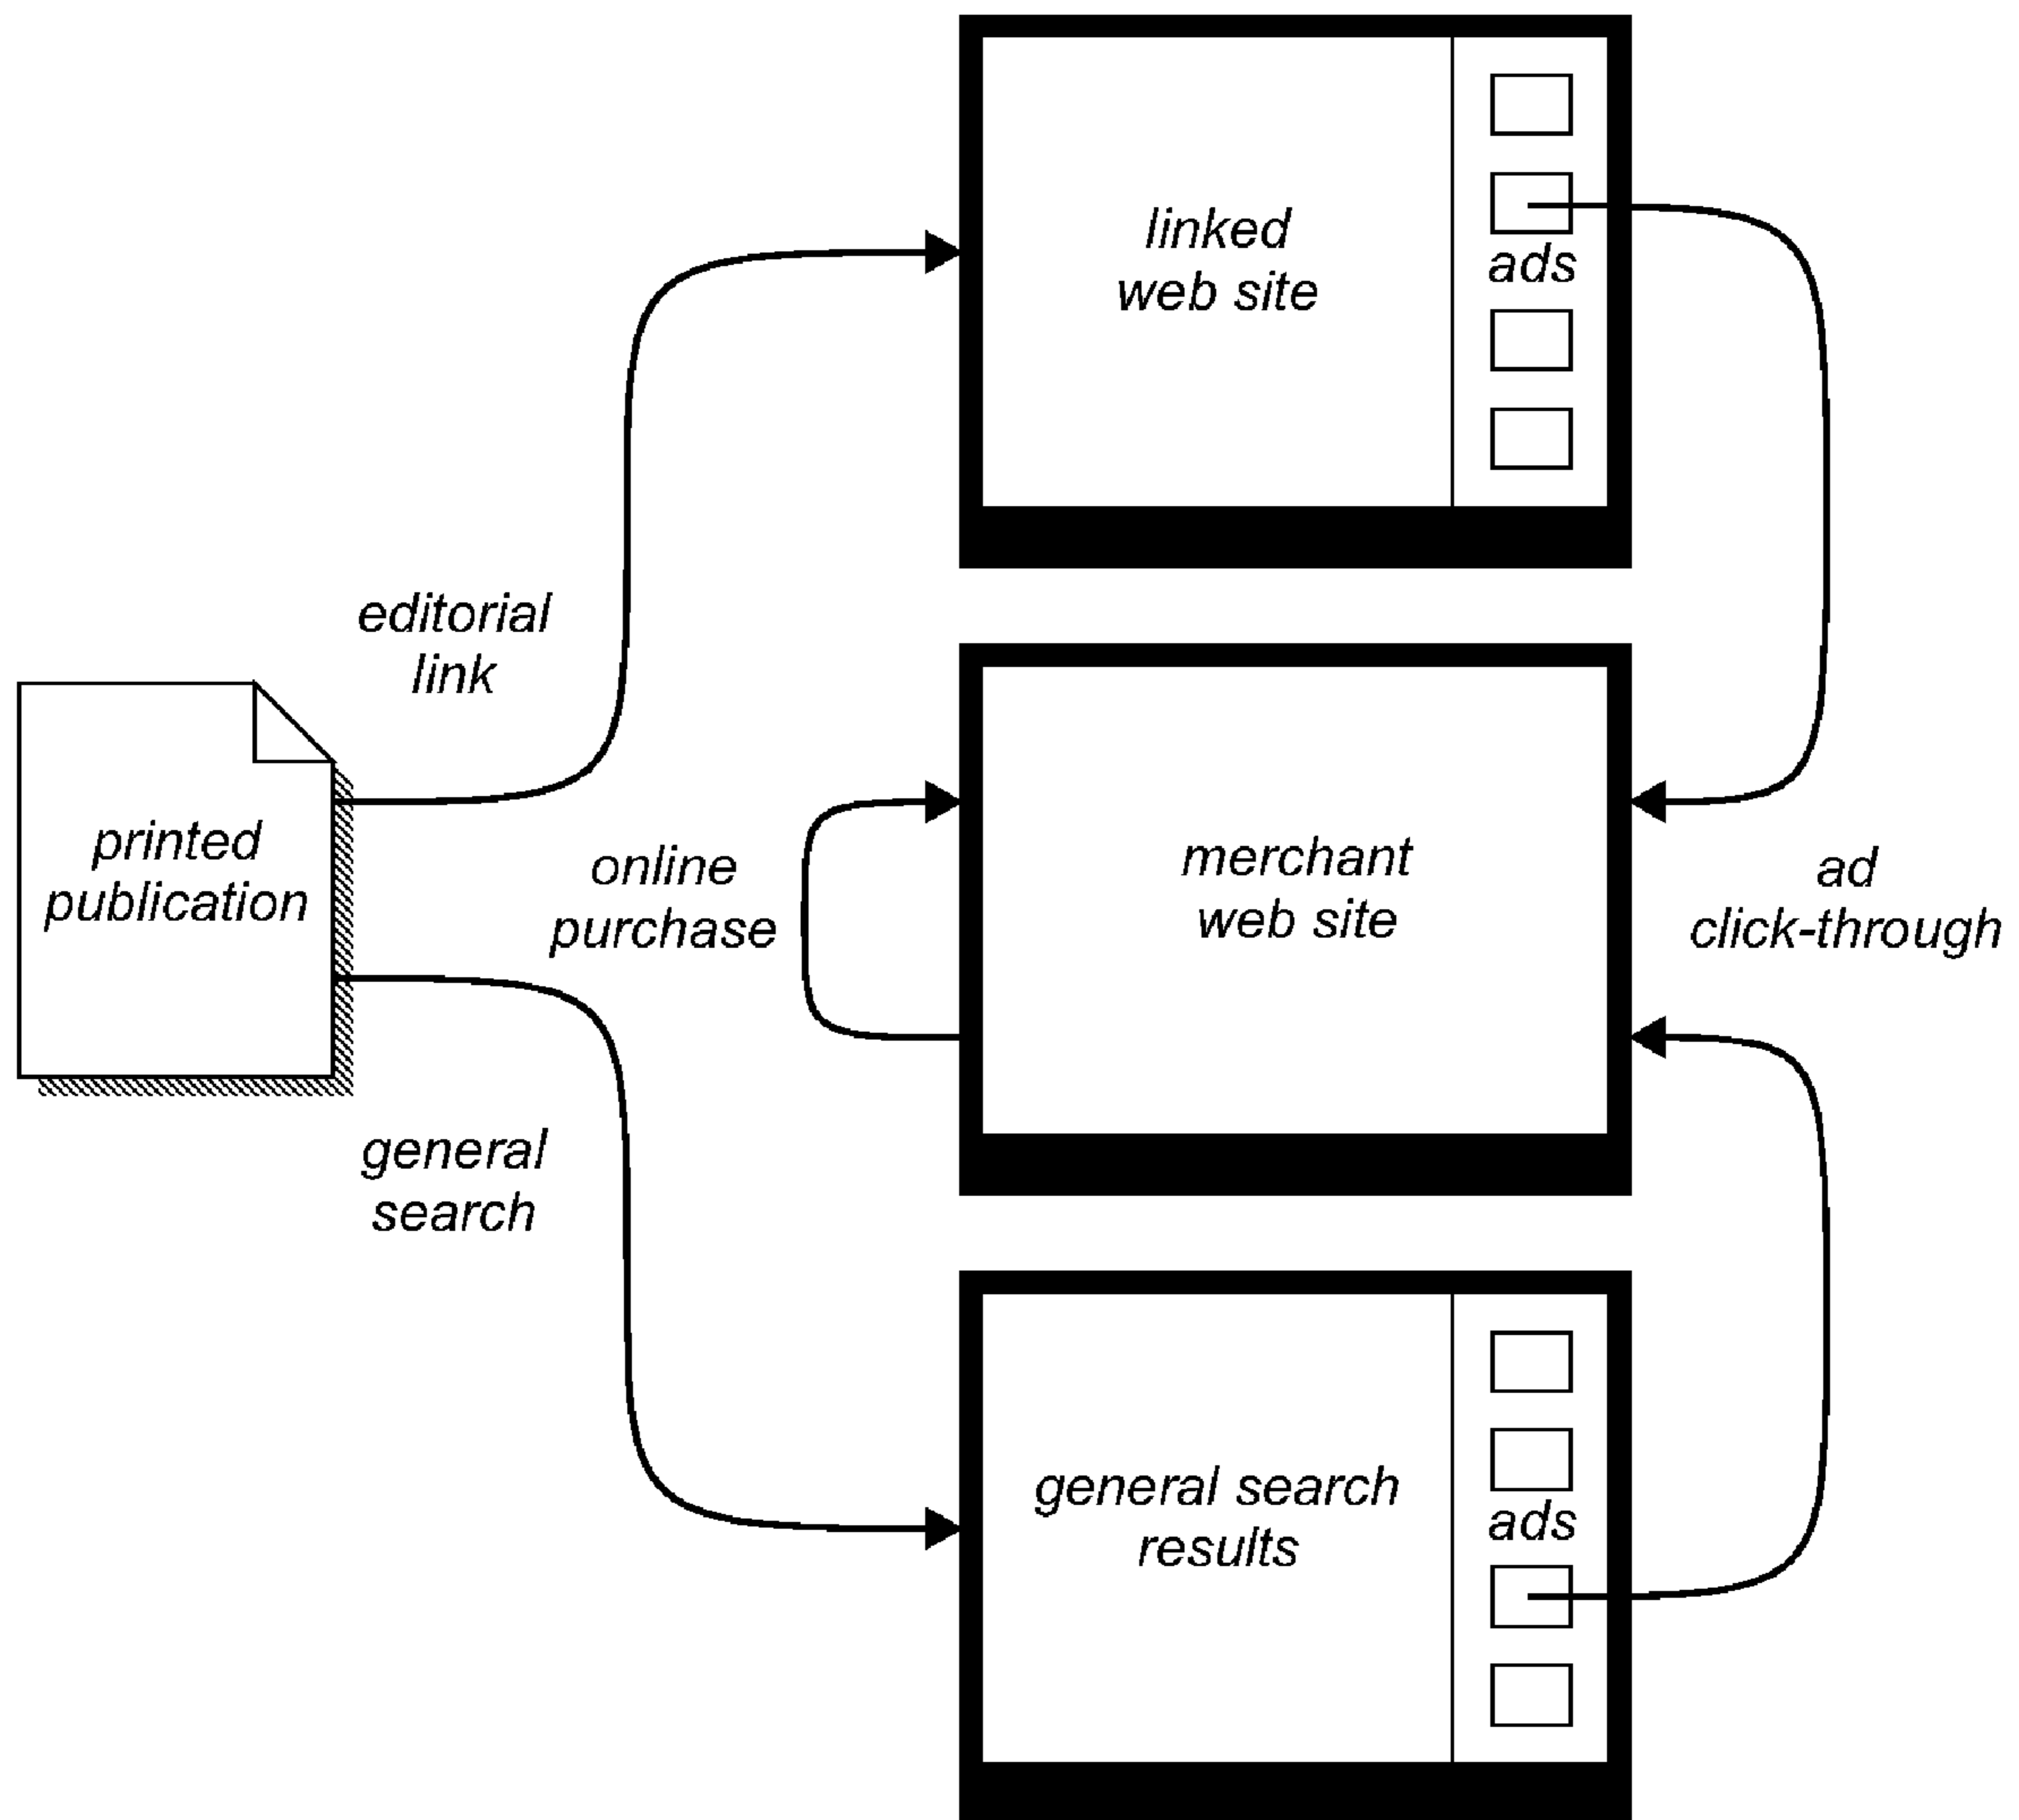 linked
web site
ads
editorial
link
printed
publication
online
purchase
merchant
web site
ad
click-through
general
search
general search
results
ads